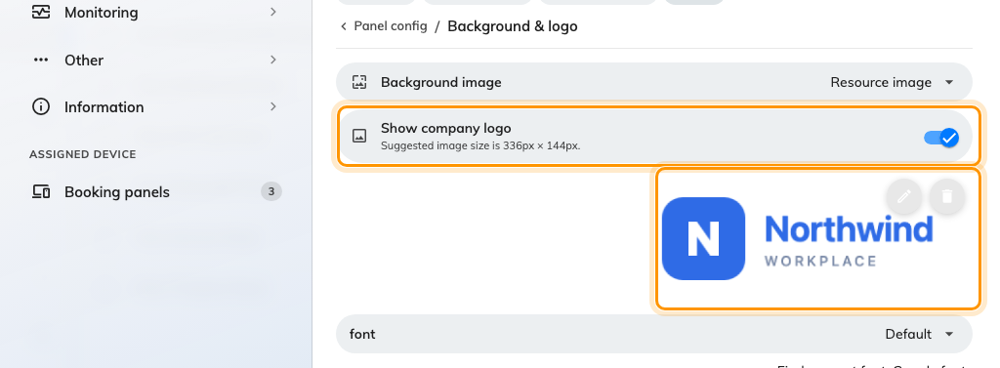 Monitoring
Other
Information
ASSIGNED DEVICE
Booking panels
3
Panel config / Background & logo
Background image
Resource image
Show company logo
Suggested image size is 336px × 144px.
N
Northwind
WORKPLACE
font
Default